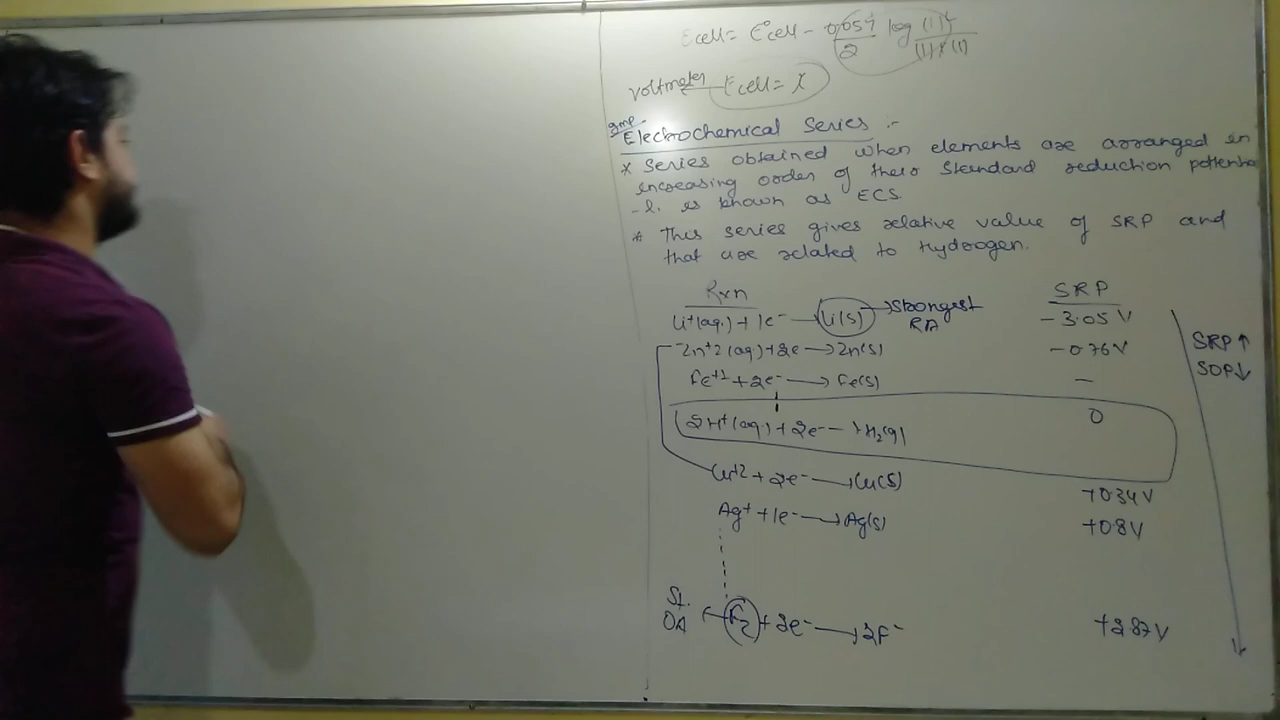 Ecell = E°cell - 0.059/2 log (1)²/(1)×(1)
voltmeter Ecell = X
Imp.
Electrochemical Series :-
* Series obtained when elements are arranged in
increasing order of their Standard reduction potentia
-l. is known as ECS.
* This series gives relative value of SRP and
that are related to Hydrogen.
Rxn SRP
Li+(aq.) + 1e- → Li(s) → Strongest RA -3.05 V
Zn+2(aq) + 2e → Zn(s) -0.76V
Fe+2 + 2e- → Fe(s) —
2H+(aq.) + 2e- → H2(g) 0
Cu+2 + 2e- → Cu(s) +0.34V
Ag+ + 1e- → Ag(s) +0.8V
St. OA ← F2 + 2e- → 2F- +2.87V
SRP↑
SOP↓